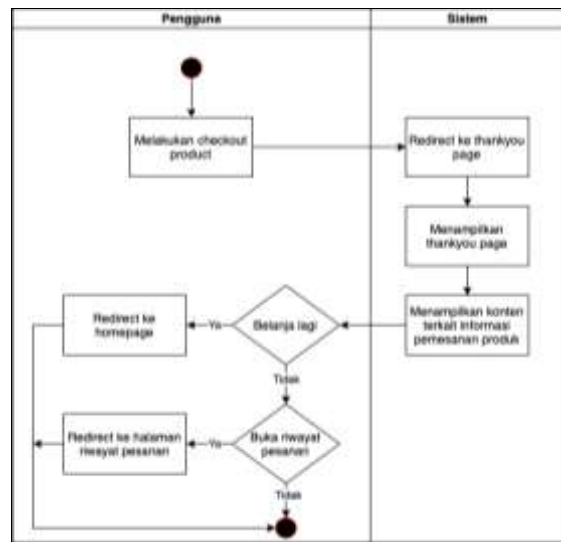 Pengguna
Sistem
Melakukan checkout
product
Redirect ke thankyou
page
Menampilkan
thankyou page
Menampilkan konten
terkait informasi
pemesanan produk
Belanja lagi
Ya
Redirect ke
homepage
Tidak
Buka riwayat
pesanan
Ya
Redirect ke halaman
riwayat pesanan
Tidak